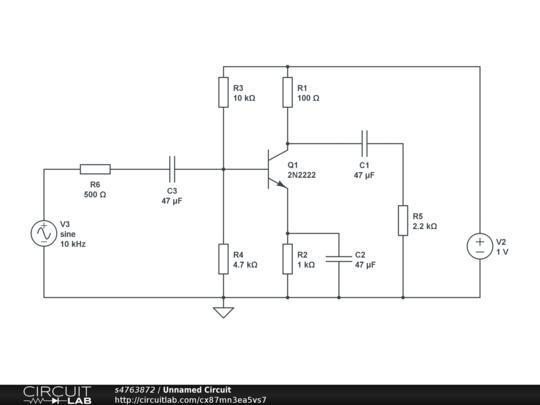 R3
10 kΩ
R1
100 Ω
Q1
2N2222
C1
47 µF
R6
500 Ω
C3
47 µF
V3
sine
10 kHz
R5
2.2 kΩ
V2
1 V
R4
4.7 kΩ
R2
1 kΩ
C2
47 µF
CIRCUIT
LAB
s4763872 / Unnamed Circuit
http://circuitlab.com/cx87mn3ea5vs7